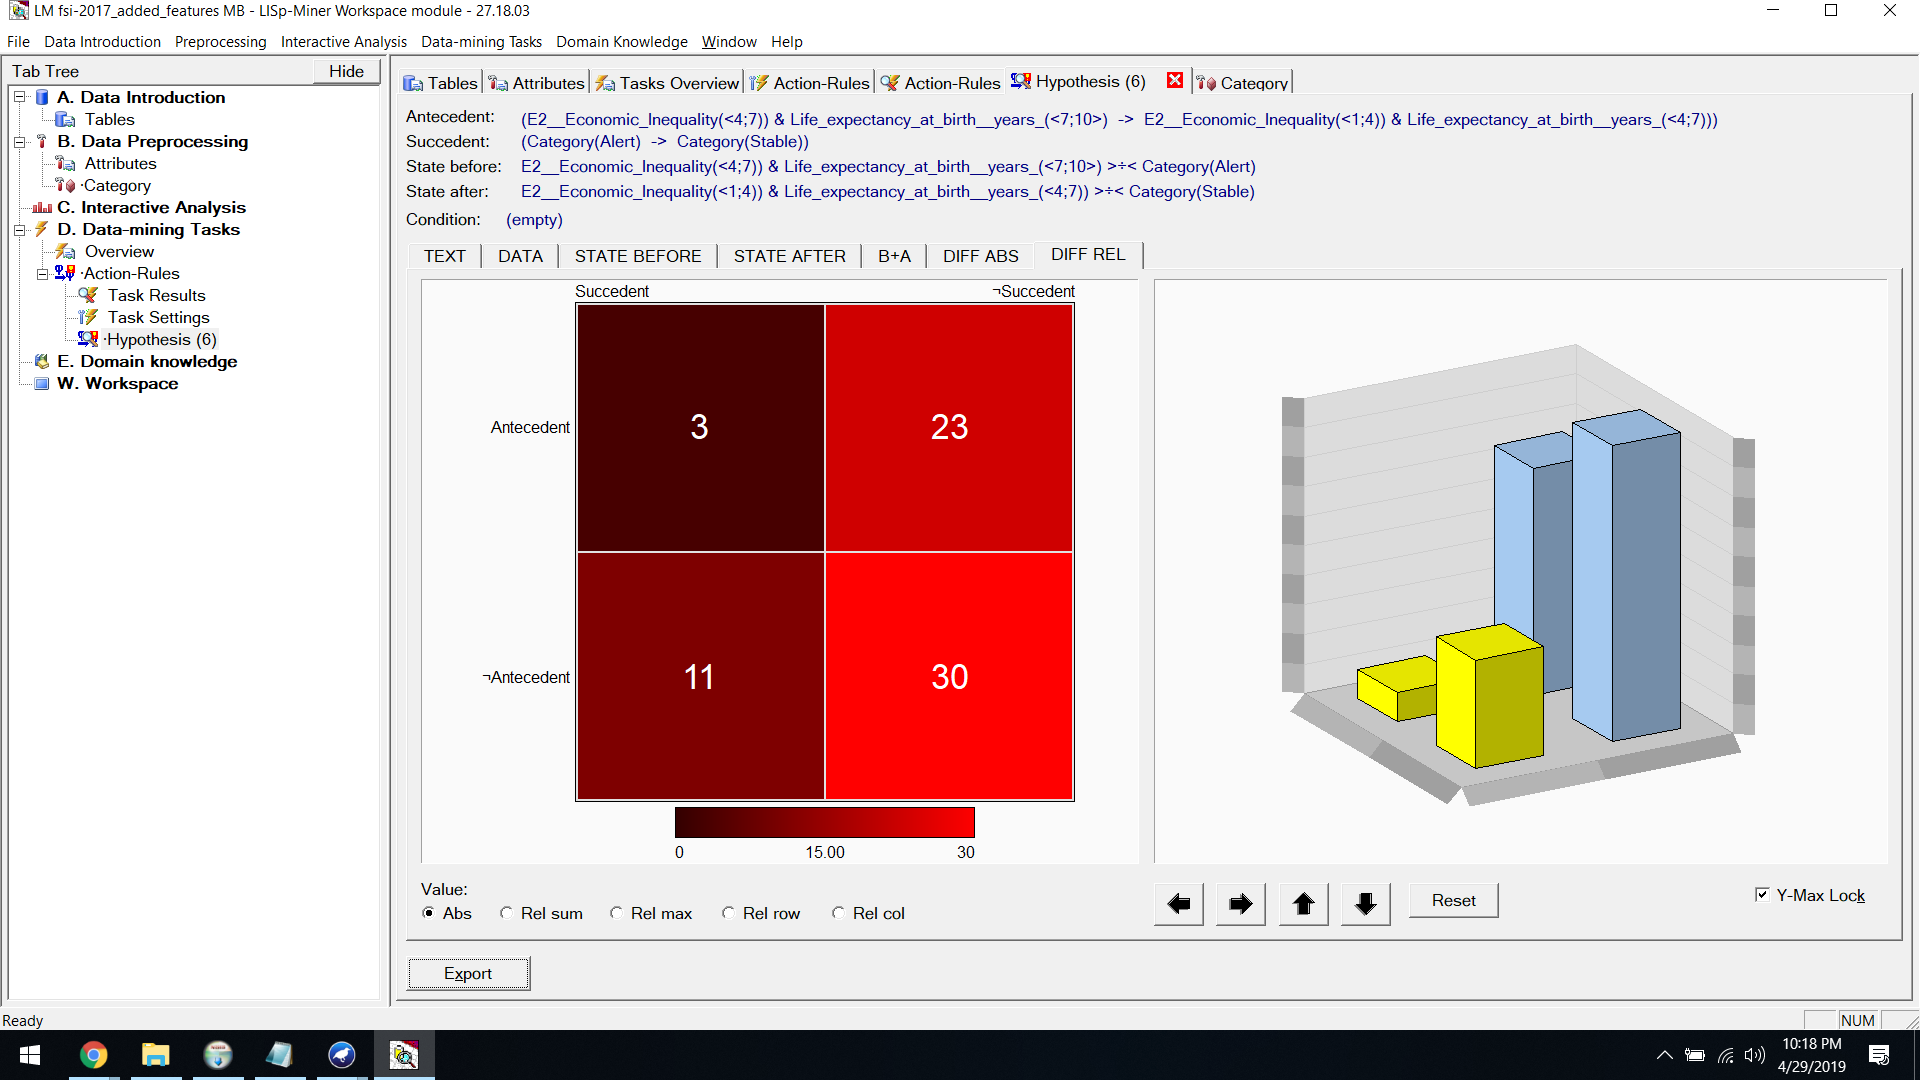 LM fsi-2017_added_features MB - LISp-Miner Workspace module - 27.18.03
File Data Introduction Preprocessing Interactive Analysis Data-mining Tasks Domain Knowledge Window Help
Tab Tree Hide
A. Data Introduction
Tables
B. Data Preprocessing
Attributes
·Category
C. Interactive Analysis
D. Data-mining Tasks
Overview
·Action-Rules
Task Results
Task Settings
·Hypothesis (6)
E. Domain knowledge
W. Workspace
Tables Attributes Tasks Overview Action-Rules Action-Rules Hypothesis (6) Category
Antecedent: (E2__Economic_Inequality(<4;7)) & Life_expectancy_at_birth__years_(<7;10>) -> E2__Economic_Inequality(<1;4)) & Life_expectancy_at_birth__years_(<4;7)))
Succedent: (Category(Alert) -> Category(Stable))
State before: E2__Economic_Inequality(<4;7)) & Life_expectancy_at_birth__years_(<7;10>) >÷< Category(Alert)
State after: E2__Economic_Inequality(<1;4)) & Life_expectancy_at_birth__years_(<4;7)) >÷< Category(Stable)
Condition: (empty)
TEXT DATA STATE BEFORE STATE AFTER B+A DIFF ABS DIFF REL
Succedent ¬Succedent
Antecedent 3 23
¬Antecedent 11 30
0 15.00 30
Value:
Abs Rel sum Rel max Rel row Rel col
Reset
Y-Max Lock
Export
Ready
NUM
10:18 PM
4/29/2019